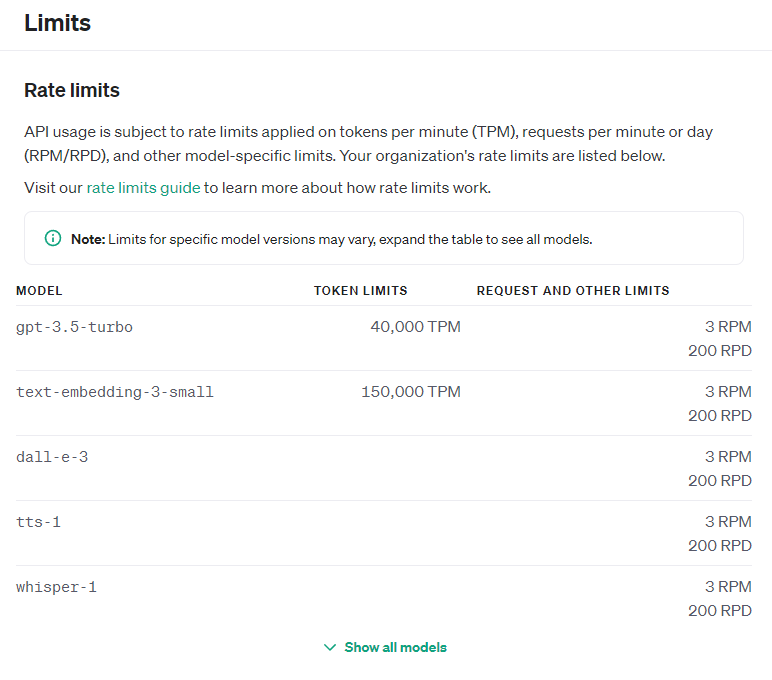 Limits
Rate limits
API usage is subject to rate limits applied on tokens per minute (TPM), requests per minute or day
(RPM/RPD), and other model-specific limits. Your organization's rate limits are listed below.
Visit our rate limits guide to learn more about how rate limits work.
Note: Limits for specific model versions may vary, expand the table to see all models.
MODEL TOKEN LIMITS REQUEST AND OTHER LIMITS
gpt-3.5-turbo 40,000 TPM 3 RPM
200 RPD
text-embedding-3-small 150,000 TPM 3 RPM
200 RPD
dall-e-3 3 RPM
200 RPD
tts-1 3 RPM
200 RPD
whisper-1 3 RPM
200 RPD
Show all models